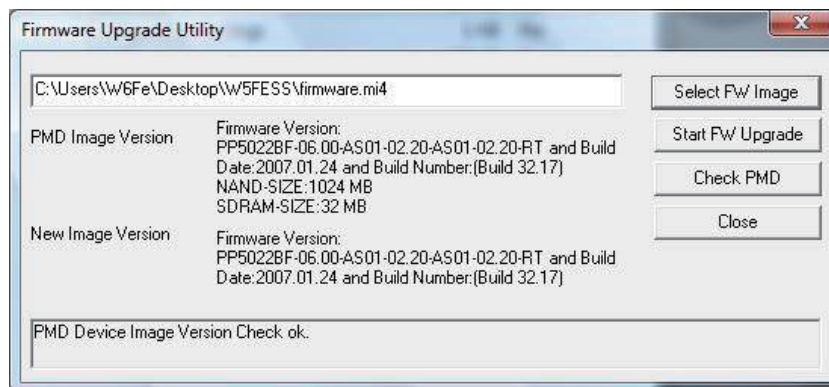 Firmware Upgrade Utility
C:\Users\W6Fe\Desktop\W5FESS\firmware.mi4
Select FW Image
PMD Image Version
Firmware Version:
PP5022BF-06.00-AS01-02.20-AS01-02.20-RT and Build
Date:2007.01.24 and Build Number:(Build 32.17)
NAND-SIZE:1024 MB
SDRAM-SIZE:32 MB
Start FW Upgrade
Check PMD
Close
New Image Version
Firmware Version:
PP5022BF-06.00-AS01-02.20-AS01-02.20-RT and Build
Date:2007.01.24 and Build Number:(Build 32.17)
PMD Device Image Version Check ok.